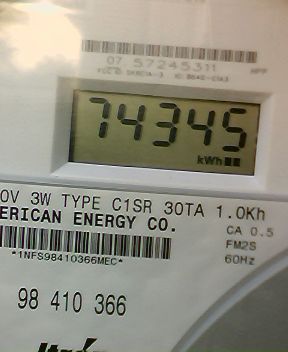 07 57245311
74345
kWh
0V 3W TYPE C1SR 30TA 1.0Kh
ERICAN ENERGY CO.
CA 0.5
FM2S
*1NFS98410366MEC*
60Hz
98 410 366
Itron